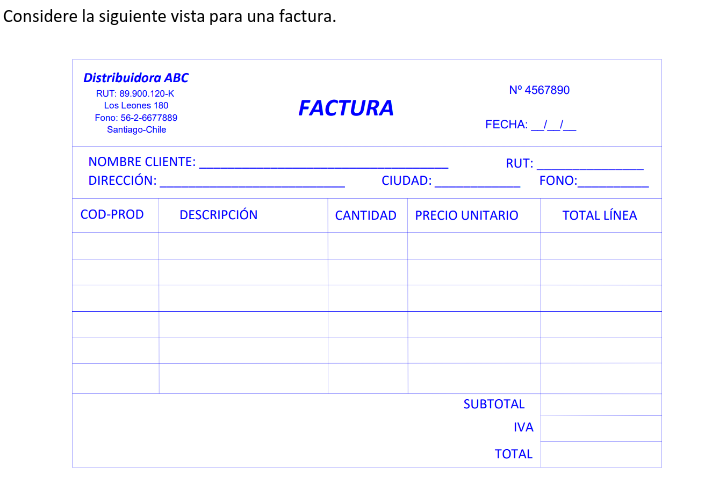 Considere la siguiente vista para una factura.
Distribuidora ABC
RUT: 89.900.120-K
Los Leones 180
Fono: 56-2-6677889
Santiago-Chile
FACTURA
Nº 4567890
FECHA: __/__/__
NOMBRE CLIENTE: ___________________________________ RUT: _______________
DIRECCIÓN: __________________________ CIUDAD: ____________ FONO:__________
COD-PROD DESCRIPCIÓN CANTIDAD PRECIO UNITARIO TOTAL LÍNEA
SUBTOTAL
IVA
TOTAL